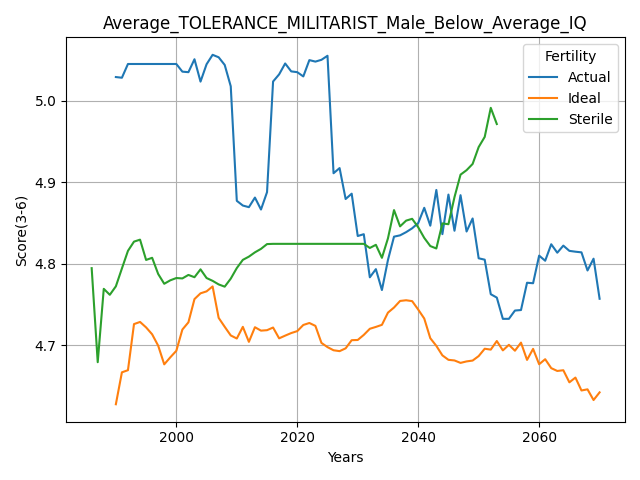 Average_TOLERANCE_MILITARIST_Male_Below_Average_IQ
Fertility
Actual
Ideal
Sterile
Score(3-6)
5.0
4.9
4.8
4.7
2000 2020 2040 2060
Years